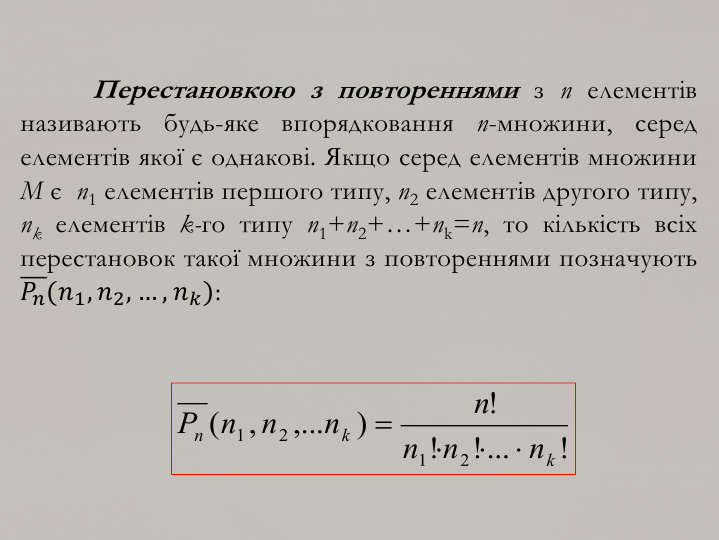 Перестановкою з повтореннями з n елементів
називають будь-яке впорядковання n-множини, серед
елементів якої є однакові. Якщо серед елементів множини
M є n₁ елементів першого типу, n₂ елементів другого типу,
nₖ елементів k-го типу n₁+n₂+…+nₖ=n, то кількість всіх
перестановок такої множини з повтореннями позначують
P̅ₙ(n₁, n₂, … , nₖ):
P̅ₙ (n₁ , n₂ ,...nₖ ) = n! / n₁!·n₂!·... · nₖ!